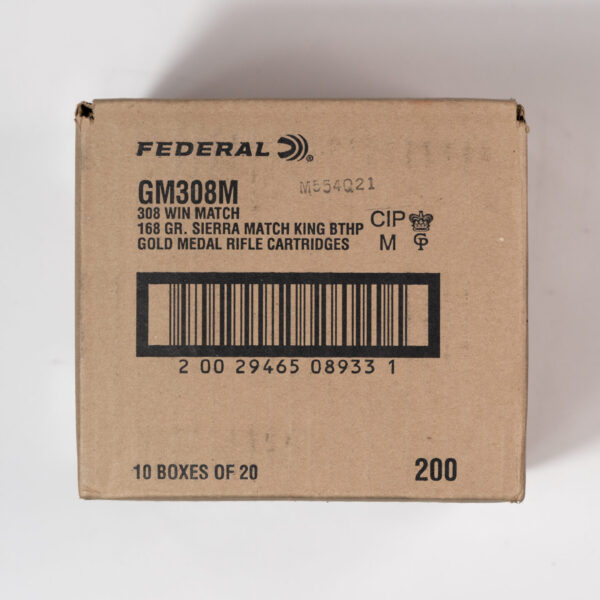 FEDERAL ®
GM308M
M554Q21
308 WIN MATCH
168 GR. SIERRA MATCH KING BTHP
GOLD MEDAL RIFLE CARTRIDGES
CIP
M GP
2 00 29465 08933 1
10 BOXES OF 20
200